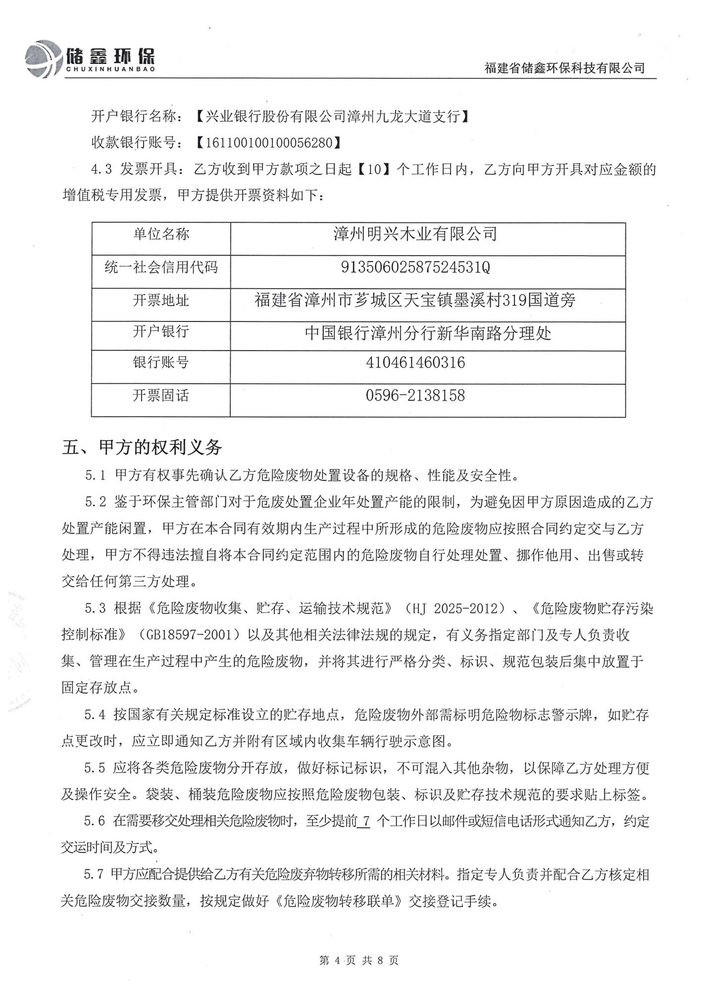 储鑫环保
CHUXINHUANBAO
福建省储鑫环保科技有限公司
开户银行名称：【兴业银行股份有限公司漳州九龙大道支行】
收款银行账号：【161100100100056280】
4.3 发票开具：乙方收到甲方款项之日起【10】个工作日内，乙方向甲方开具对应金额的
增值税专用发票，甲方提供开票资料如下：
单位名称 漳州明兴木业有限公司
统一社会信用代码 91350602587524531Q
开票地址 福建省漳州市芗城区天宝镇墨溪村319国道旁
开户银行 中国银行漳州分行新华南路分理处
银行账号 410461460316
开票固话 0596-2138158
五、甲方的权利义务
5.1 甲方有权事先确认乙方危险废物处置设备的规格、性能及安全性。
5.2 鉴于环保主管部门对于危废处置企业年处置产能的限制，为避免因甲方原因造成的乙方
处置产能闲置，甲方在本合同有效期内生产过程中所形成的危险废物应按照合同约定交与乙方
处理，甲方不得违法擅自将本合同约定范围内的危险废物自行处理处置、挪作他用、出售或转
交给任何第三方处理。
5.3 根据《危险废物收集、贮存、运输技术规范》（HJ 2025-2012）、《危险废物贮存污染
控制标准》（GB18597-2001）以及其他相关法律法规的规定，有义务指定部门及专人负责收
集、管理在生产过程中产生的危险废物，并将其进行严格分类、标识、规范包装后集中放置于
固定存放点。
5.4 按国家有关规定标准设立的贮存地点，危险废物外部需标明危险物标志警示牌，如贮存
点更改时，应立即通知乙方并附有区域内收集车辆行驶示意图。
5.5 应将各类危险废物分开存放，做好标记标识，不可混入其他杂物，以保障乙方处理方便
及操作安全。袋装、桶装危险废物应按照危险废物包装、标识及贮存技术规范的要求贴上标签。
5.6 在需要移交处理相关危险废物时，至少提前 7 个工作日以邮件或短信电话形式通知乙方，约定
交运时间及方式。
5.7 甲方应配合提供给乙方有关危险废弃物转移所需的相关材料。指定专人负责并配合乙方核定相
关危险废物交接数量，按规定做好《危险废物转移联单》交接登记手续。
第 4 页 共 8 页